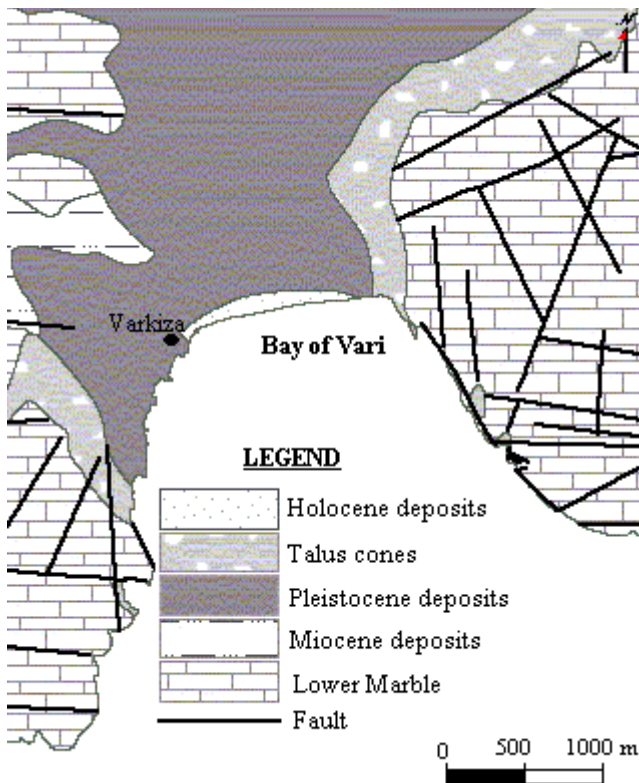 N
Varkiza
Bay of Vari
LEGEND
Holocene deposits
Talus cones
Pleistocene deposits
Miocene deposits
Lower Marble
Fault
0 500 1000 m